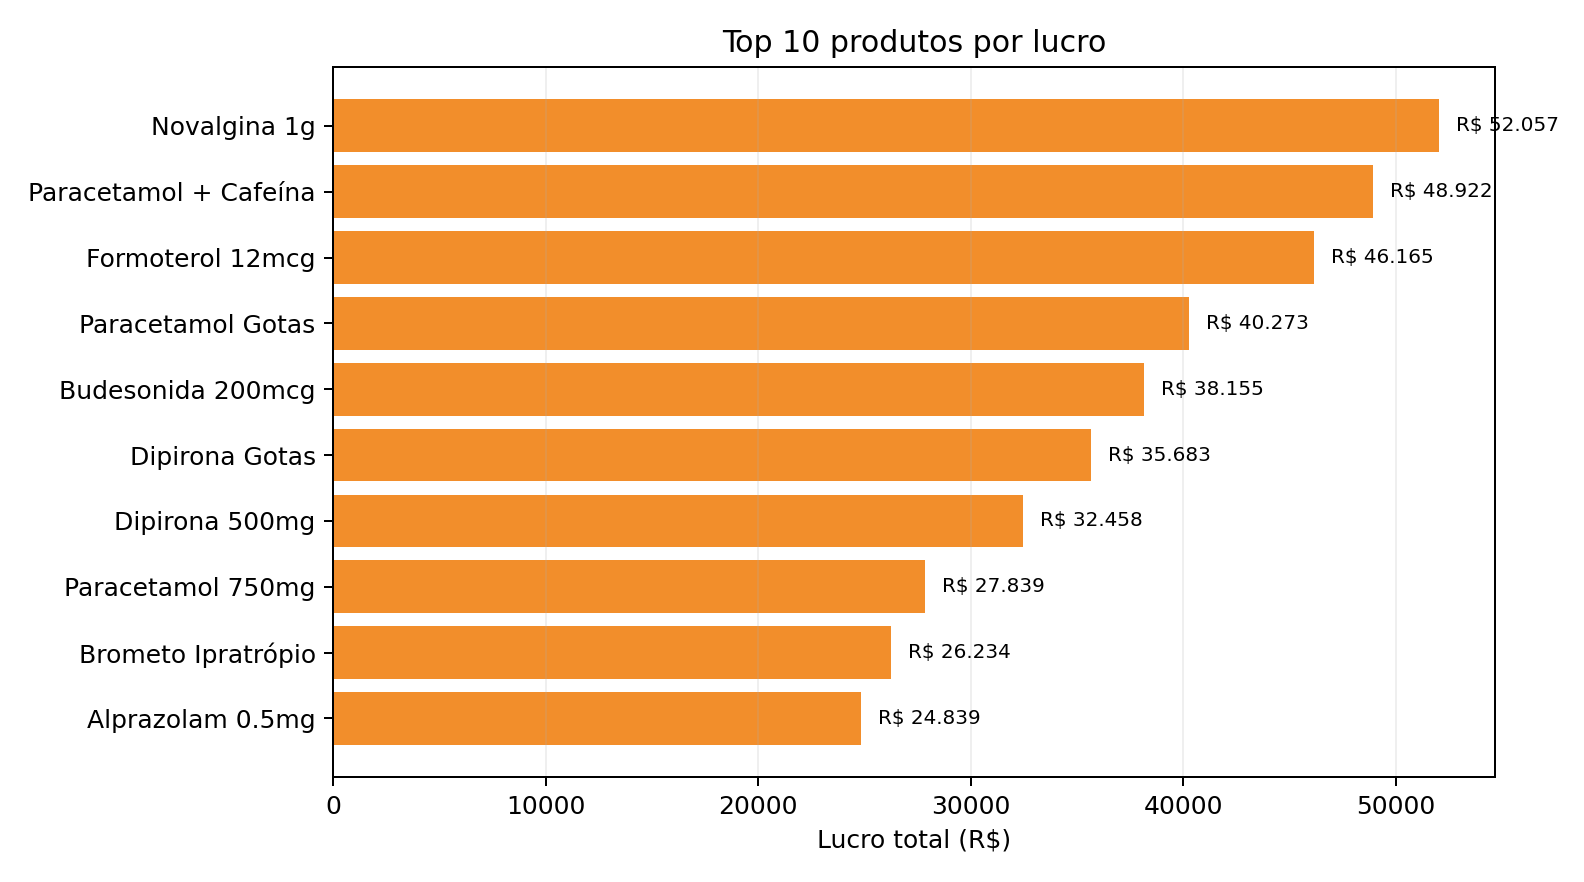 Top 10 produtos por lucro
Novalgina 1g R$ 52.057
Paracetamol + Cafeína R$ 48.922
Formoterol 12mcg R$ 46.165
Paracetamol Gotas R$ 40.273
Budesonida 200mcg R$ 38.155
Dipirona Gotas R$ 35.683
Dipirona 500mg R$ 32.458
Paracetamol 750mg R$ 27.839
Brometo Ipratrópio R$ 26.234
Alprazolam 0.5mg R$ 24.839
0 10000 20000 30000 40000 50000
Lucro total (R$)